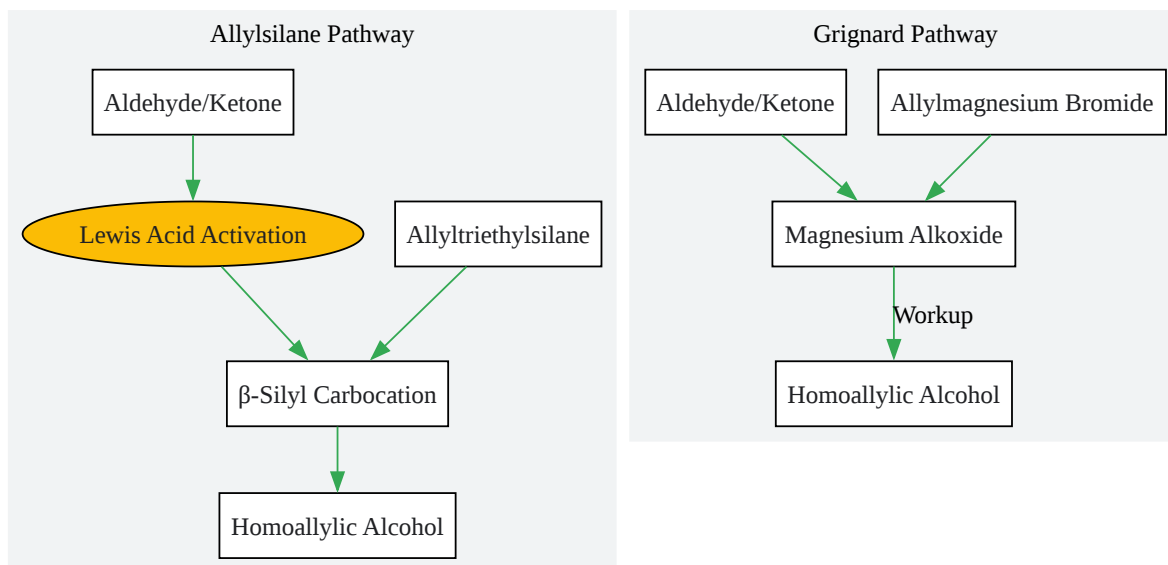 Allylsilane Pathway
Aldehyde/Ketone
Lewis Acid Activation
Allyltriethylsilane
β-Silyl Carbocation
Homoallylic Alcohol
Grignard Pathway
Aldehyde/Ketone
Allylmagnesium Bromide
Magnesium Alkoxide
Workup
Homoallylic Alcohol